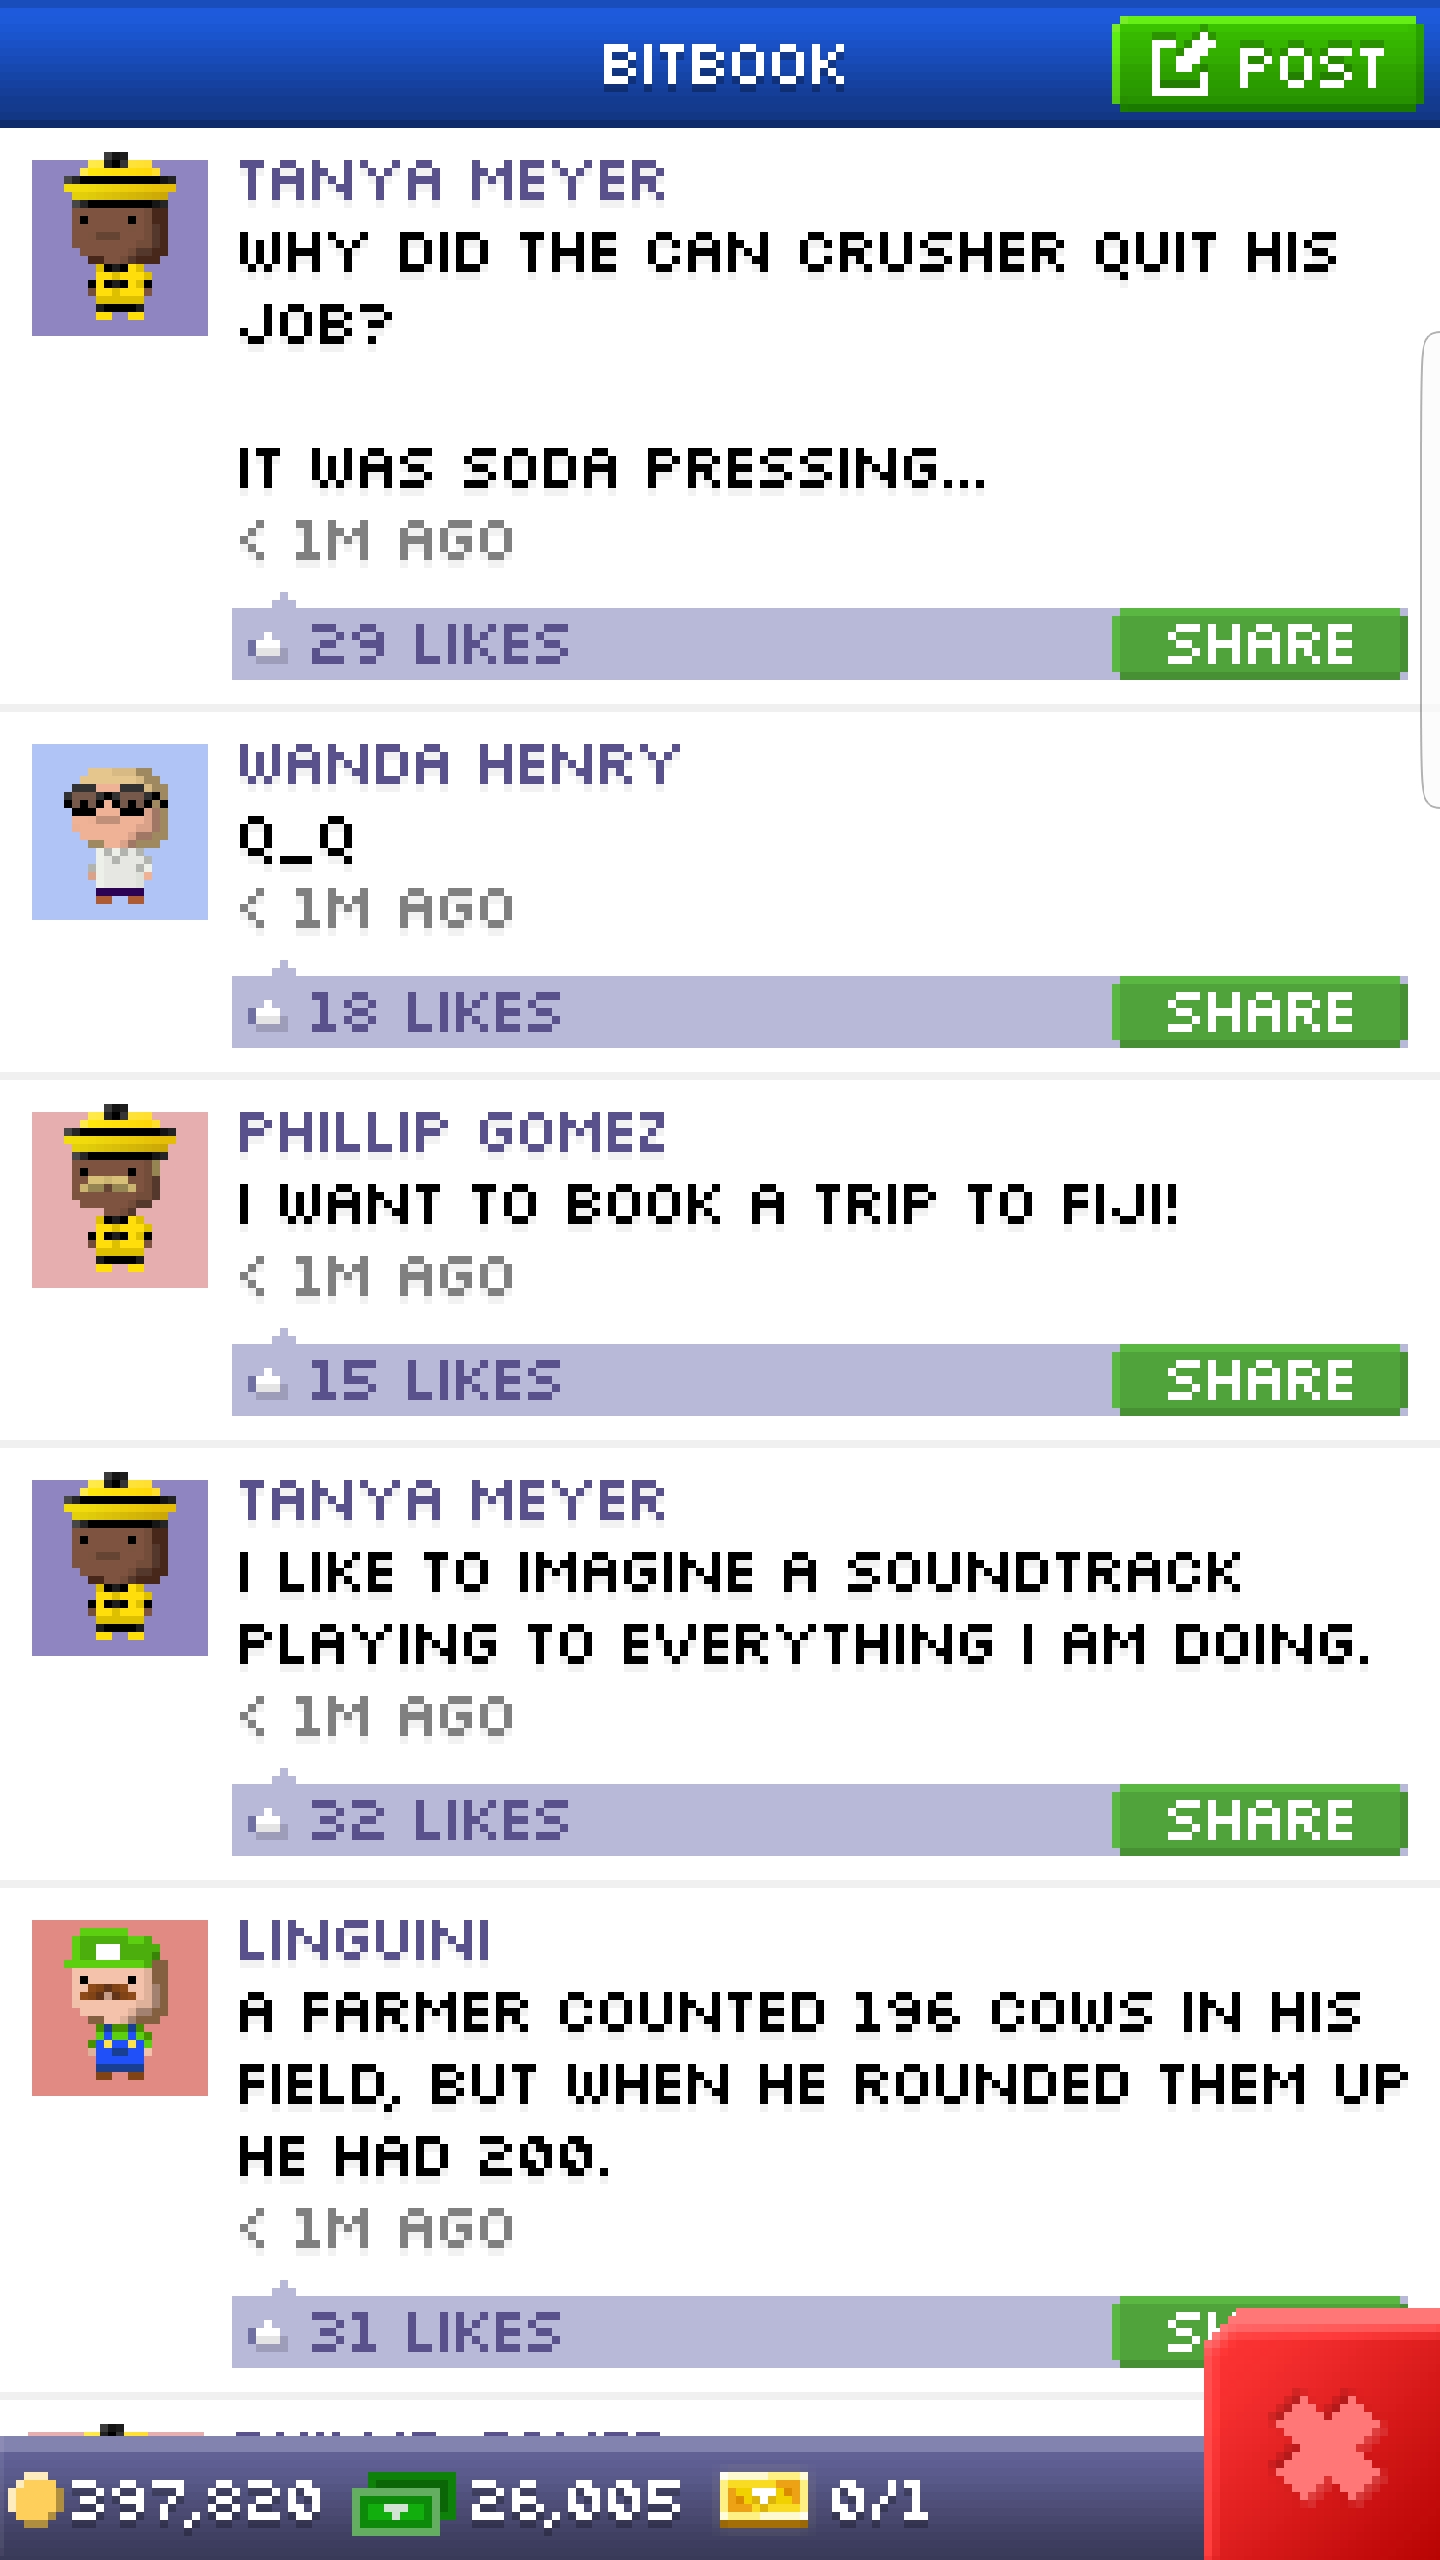 BITBOOK
POST
TANYA MEYER
WHY DID THE CAN CRUSHER QUIT HIS
JOB?
IT WAS SODA PRESSING...
< 1M AGO
29 LIKES
SHARE
WANDA HENRY
Q_Q
< 1M AGO
18 LIKES
SHARE
PHILLIP GOMEZ
I WANT TO BOOK A TRIP TO FIJI!
< 1M AGO
15 LIKES
SHARE
TANYA MEYER
I LIKE TO IMAGINE A SOUNDTRACK
PLAYING TO EVERYTHING I AM DOING.
< 1M AGO
32 LIKES
SHARE
LINGUINI
A FARMER COUNTED 196 COWS IN HIS
FIELD, BUT WHEN HE ROUNDED THEM UP
HE HAD 200.
< 1M AGO
31 LIKES
397,820
26,005
0/1